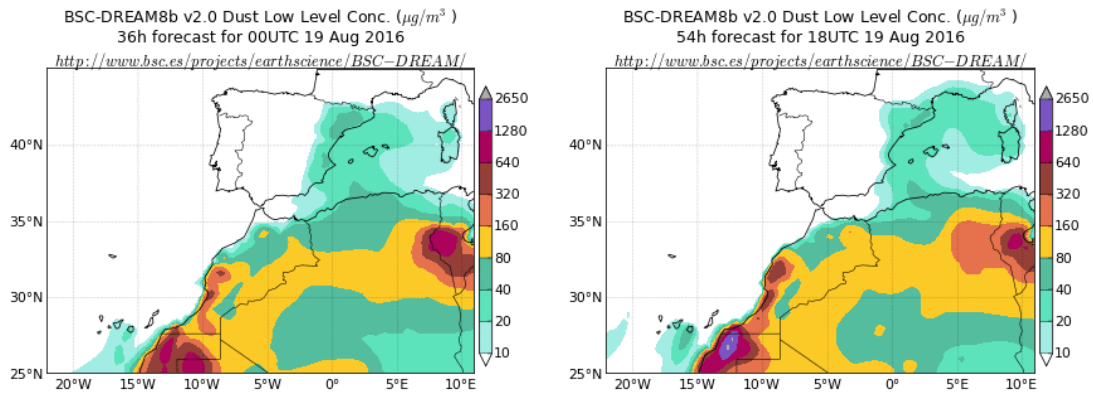 BSC-DREAM8b v2.0 Dust Low Level Conc. (μg/m³ )
36h forecast for 00UTC 19 Aug 2016
http://www.bsc.es/projects/earthscience/BSC−DREAM/
40°N
35°N
30°N
25°N
20°W
15°W
10°W
5°W
0°
5°E
10°E
2650
1280
640
320
160
80
40
20
10
BSC-DREAM8b v2.0 Dust Low Level Conc. (μg/m³ )
54h forecast for 18UTC 19 Aug 2016
http://www.bsc.es/projects/earthscience/BSC−DREAM/
40°N
35°N
30°N
25°N
20°W
15°W
10°W
5°W
0°
5°E
10°E
2650
1280
640
320
160
80
40
20
10